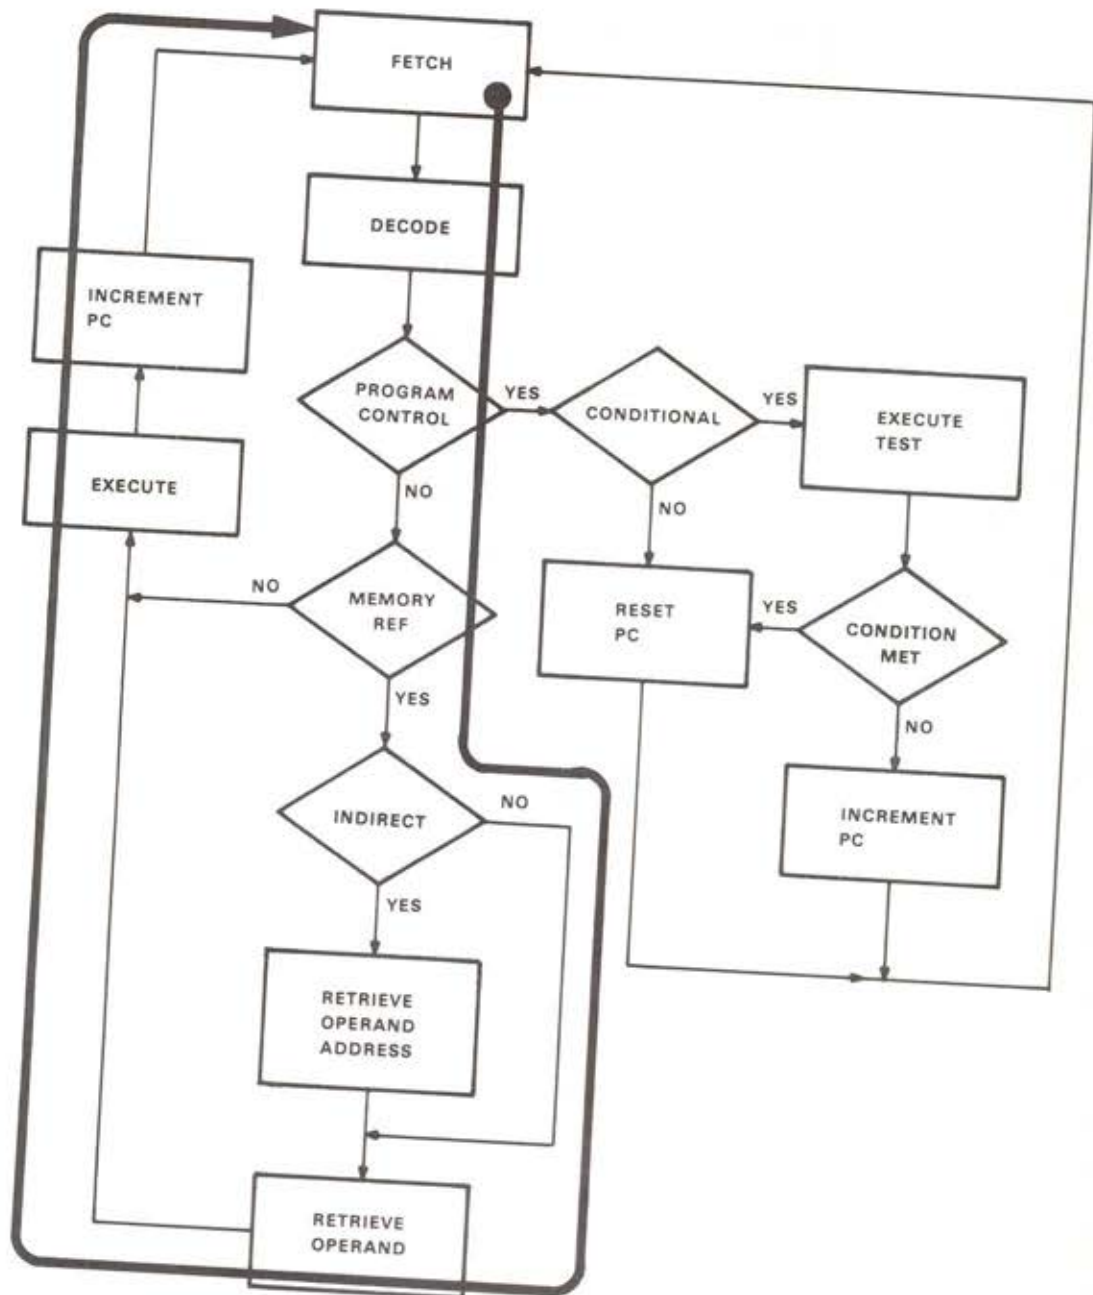 FETCH
DECODE
INCREMENT
PC
PROGRAM
CONTROL
YES
CONDITIONAL
YES
EXECUTE
TEST
EXECUTE
NO
NO
NO
MEMORY
REF
RESET
PC
YES
CONDITION
MET
YES
NO
INDIRECT
NO
INCREMENT
PC
YES
RETRIEVE
OPERAND
ADDRESS
RETRIEVE
OPERAND